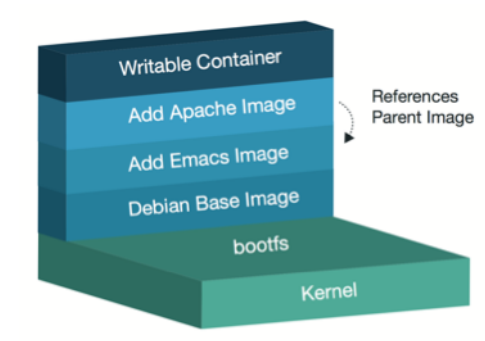 Writable Container
Add Apache Image
References
Parent Image
Add Emacs Image
Debian Base Image
bootfs
Kernel